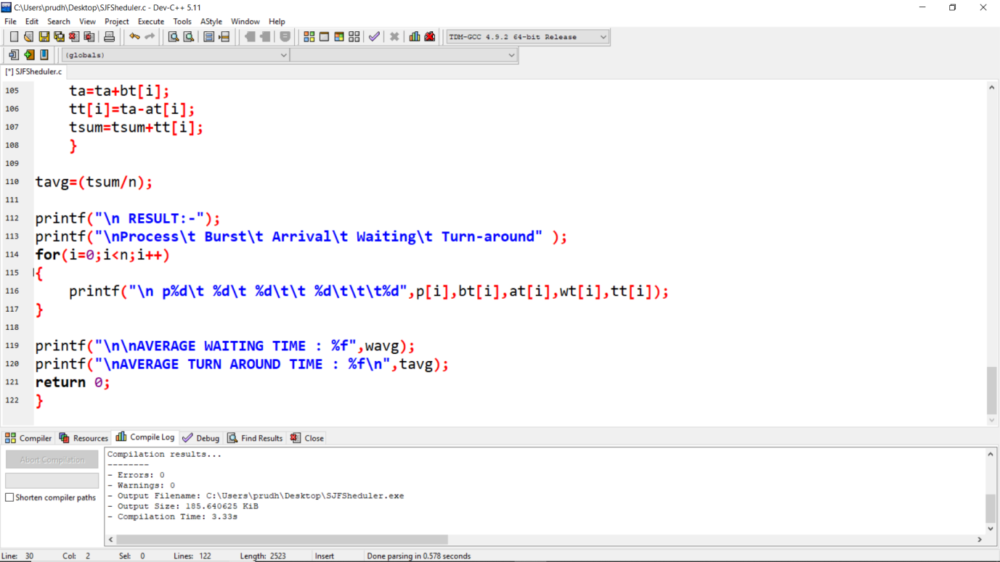 C:\Users\prudh\Desktop\SJFSheduler.c - Dev-C++ 5.11
File Edit Search View Project Execute Tools AStyle Window Help
TDM-GCC 4.9.2 64-bit Release
(globals)
[*] SJFSheduler.c
105 ta=ta+bt[i];
106 tt[i]=ta-at[i];
107 tsum=tsum+tt[i];
108 }
109
110 tavg=(tsum/n);
111
112 printf("\n RESULT:-");
113 printf("\nProcess\t Burst\t Arrival\t Waiting\t Turn-around" );
114 for(i=0;i<n;i++)
115 {
116 printf("\n p%d\t %d\t %d\t\t %d\t\t\t%d",p[i],bt[i],at[i],wt[i],tt[i]);
117 }
118
119 printf("\n\nAVERAGE WAITING TIME : %f",wavg);
120 printf("\nAVERAGE TURN AROUND TIME : %f\n",tavg);
121 return 0;
122 }
Compiler Resources Compile Log Debug Find Results Close
Abort Compilation
Shorten compiler paths
Compilation results...
--------
- Errors: 0
- Warnings: 0
- Output Filename: C:\Users\prudh\Desktop\SJFSheduler.exe
- Output Size: 185.640625 KiB
- Compilation Time: 3.33s
Line: 30 Col: 2 Sel: 0 Lines: 122 Length: 2523 Insert Done parsing in 0.578 seconds